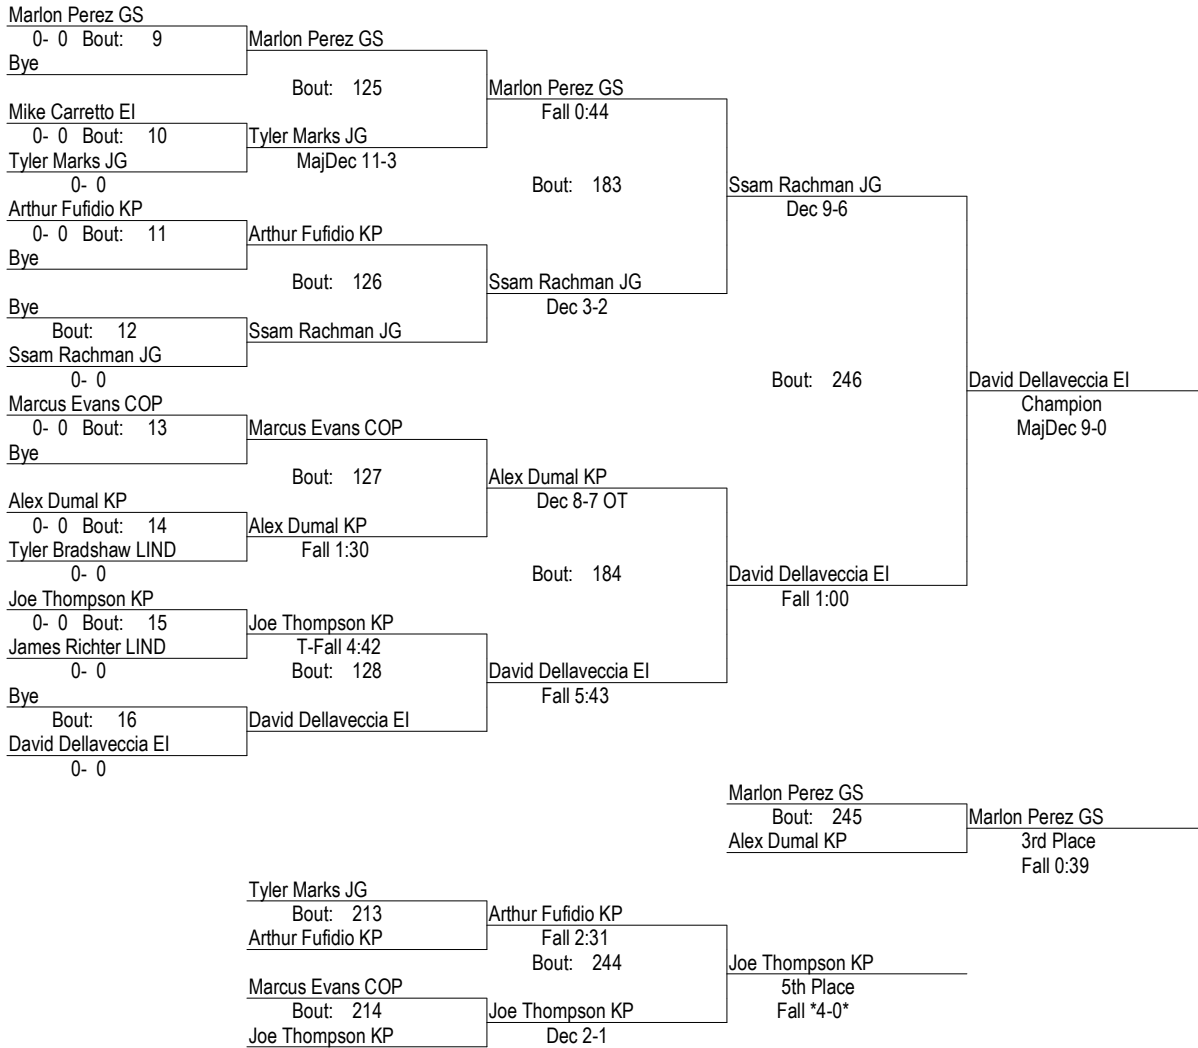 Marlon Perez GS
0- 0 Bout: 9 Marlon Perez GS
Bye
Bout: 125 Marlon Perez GS
Mike Carretto EI Fall 0:44
0- 0 Bout: 10 Tyler Marks JG
Tyler Marks JG MajDec 11-3
0- 0 Bout: 183 Ssam Rachman JG
Arthur Fufidio KP Dec 9-6
0- 0 Bout: 11 Arthur Fufidio KP
Bye
Bout: 126 Ssam Rachman JG
Bye Dec 3-2
Bout: 12 Ssam Rachman JG
Ssam Rachman JG
0- 0 Bout: 246 David Dellaveccia EI
Marcus Evans COP Champion
0- 0 Bout: 13 Marcus Evans COP MajDec 9-0
Bye
Bout: 127 Alex Dumal KP
Alex Dumal KP Dec 8-7 OT
0- 0 Bout: 14 Alex Dumal KP
Tyler Bradshaw LIND Fall 1:30
0- 0 Bout: 184 David Dellaveccia EI
Joe Thompson KP Fall 1:00
0- 0 Bout: 15 Joe Thompson KP
James Richter LIND T-Fall 4:42
0- 0 Bout: 128 David Dellaveccia EI
Bye Fall 5:43
Bout: 16 David Dellaveccia EI
David Dellaveccia EI
0- 0
Marlon Perez GS
Bout: 245 Marlon Perez GS
Alex Dumal KP 3rd Place
Fall 0:39
Tyler Marks JG
Bout: 213 Arthur Fufidio KP
Arthur Fufidio KP Fall 2:31
Bout: 244 Joe Thompson KP
Marcus Evans COP 5th Place
Bout: 214 Joe Thompson KP Fall *4-0*
Joe Thompson KP Dec 2-1